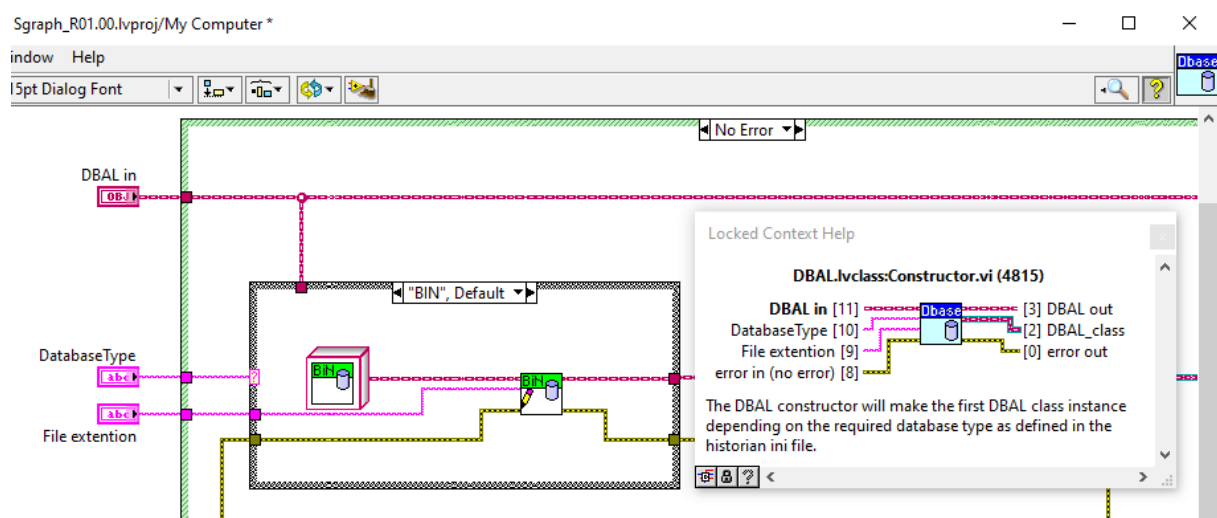 Sgraph_R01.00.lvproj/My Computer *
indow Help
15pt Dialog Font
Dbase
No Error
DBAL in
OBJ
Locked Context Help
DBAL.lvclass:Constructor.vi (4815)
DBAL in [11]
Dbase
[3] DBAL out
DatabaseType [10]
[2] DBAL_class
File extention [9]
[0] error out
error in (no error) [8]
The DBAL constructor will make the first DBAL class instance
depending on the required database type as defined in the
historian ini file.
"BIN", Default
DatabaseType
abc
BiN
BiN
abc
File extention